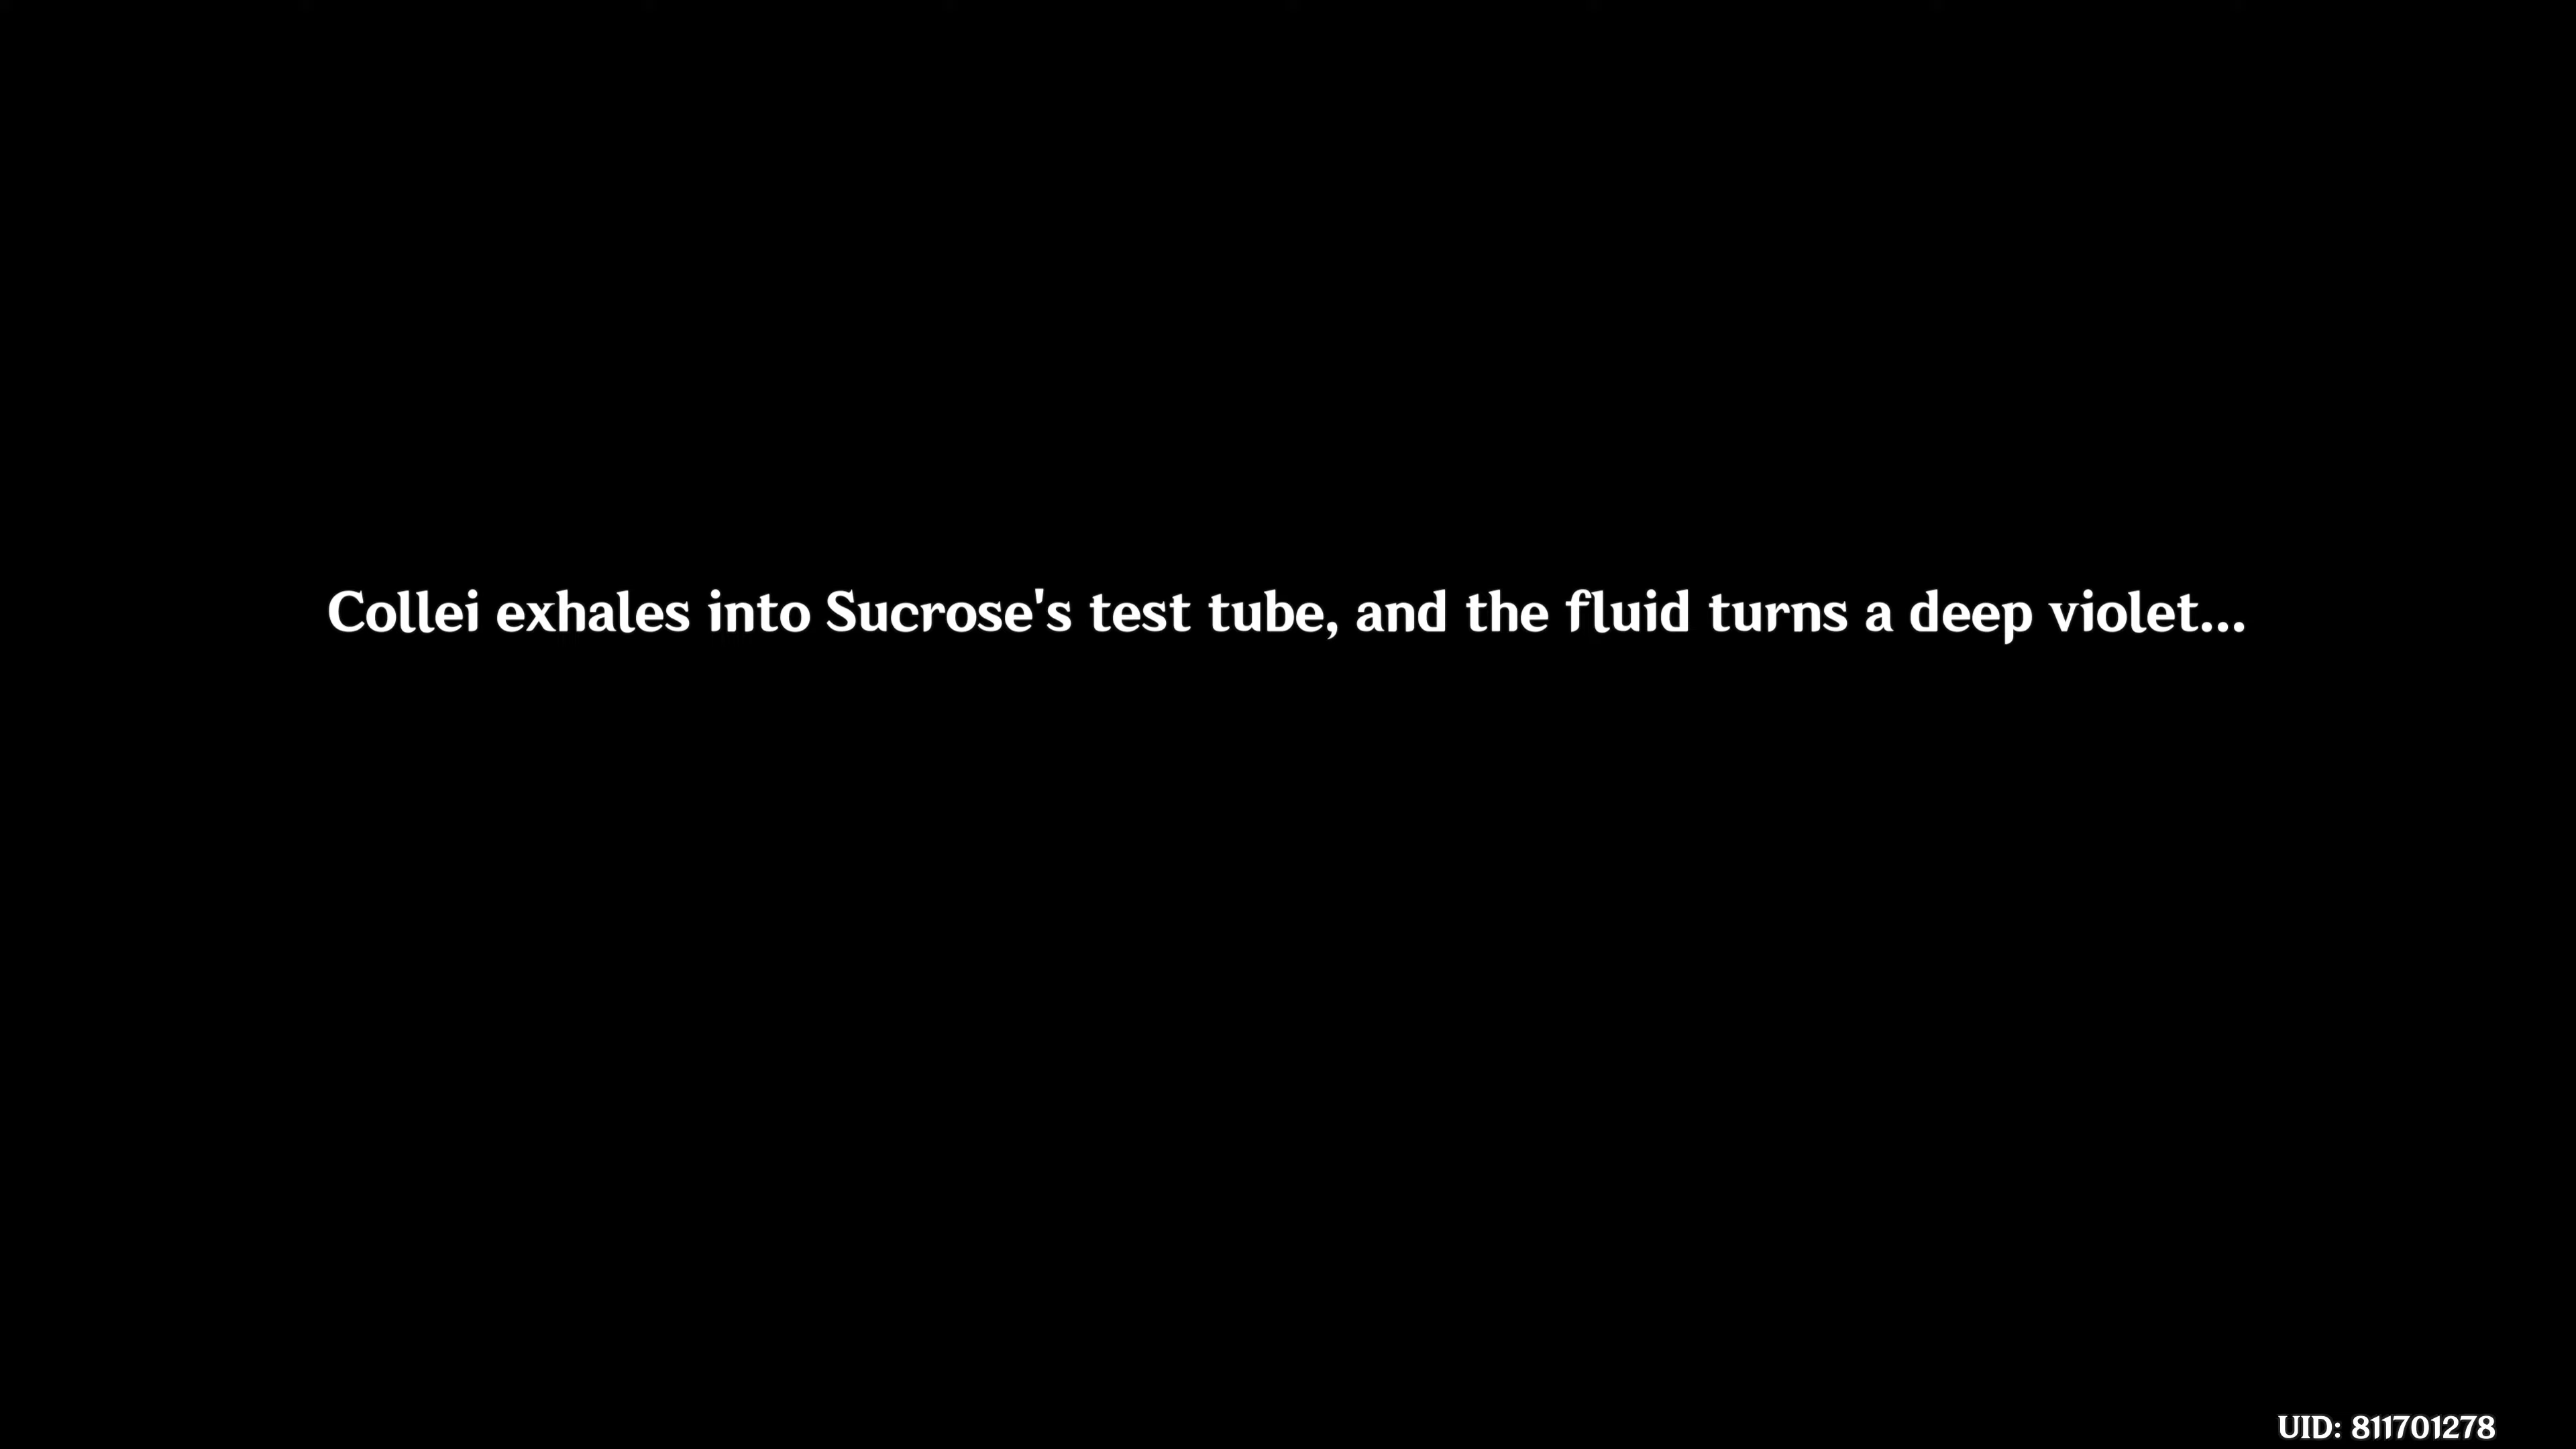 Collei exhales into Sucrose's test tube, and the fluid turns a deep violet...
UID: 811701278